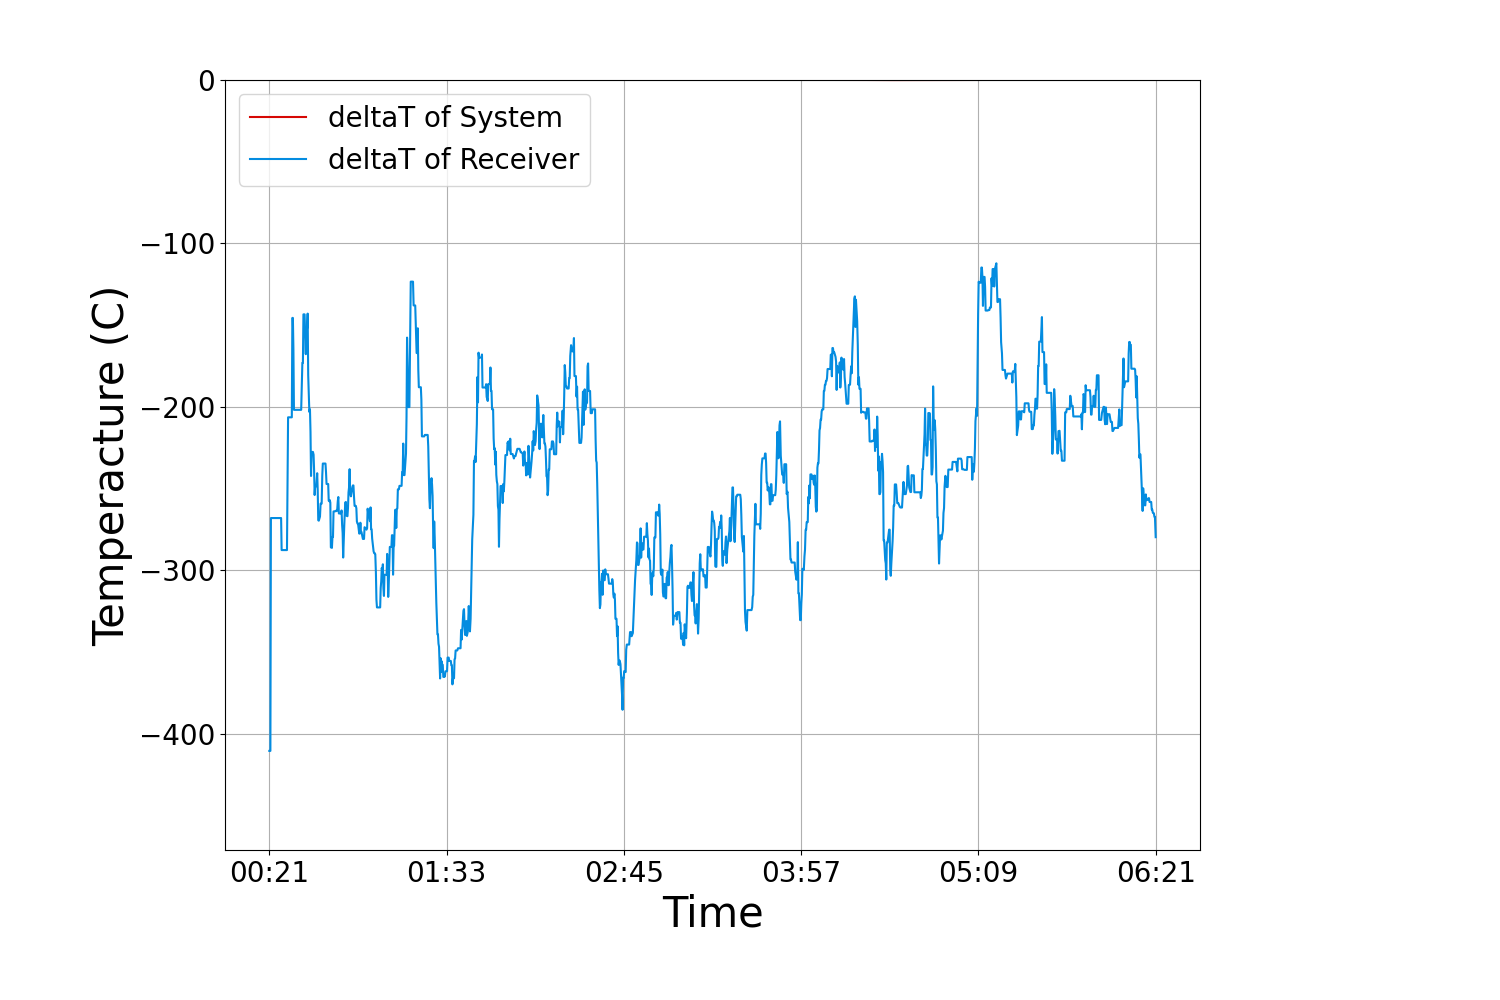 0
−100
−200
−300
−400
Temperacture (C)
deltaT of System
deltaT of Receiver
00:21 01:33 02:45 03:57 05:09 06:21
Time